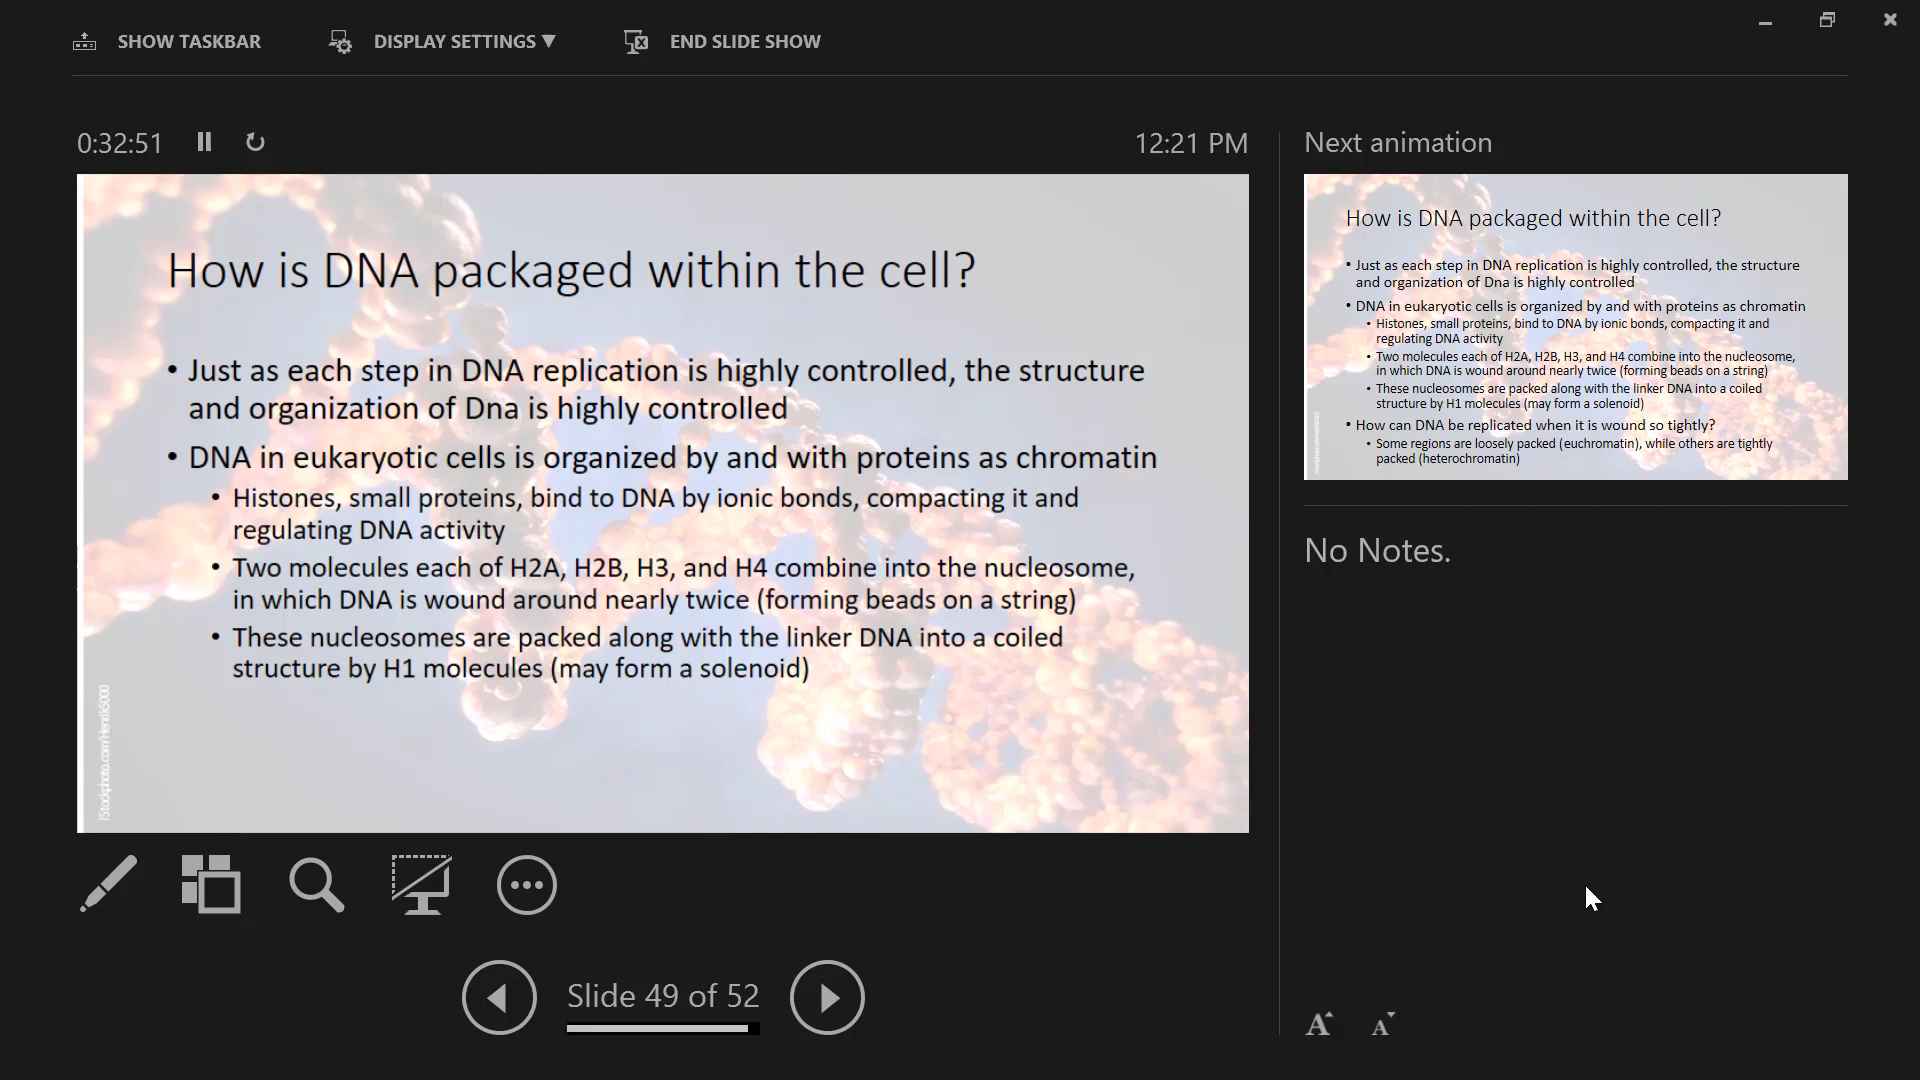 SHOW TASKBAR
DISPLAY SETTINGS ▼
END SLIDE SHOW
0:32:51
12:21 PM
How is DNA packaged within the cell?
• Just as each step in DNA replication is highly controlled, the structure
and organization of Dna is highly controlled
• DNA in eukaryotic cells is organized by and with proteins as chromatin
• Histones, small proteins, bind to DNA by ionic bonds, compacting it and
regulating DNA activity
• Two molecules each of H2A, H2B, H3, and H4 combine into the nucleosome,
in which DNA is wound around nearly twice (forming beads on a string)
• These nucleosomes are packed along with the linker DNA into a coiled
structure by H1 molecules (may form a solenoid)
iStockphoto.com/Henrik5000
Slide 49 of 52
Next animation
How is DNA packaged within the cell?
• Just as each step in DNA replication is highly controlled, the structure
and organization of Dna is highly controlled
• DNA in eukaryotic cells is organized by and with proteins as chromatin
• Histones, small proteins, bind to DNA by ionic bonds, compacting it and
regulating DNA activity
• Two molecules each of H2A, H2B, H3, and H4 combine into the nucleosome,
in which DNA is wound around nearly twice (forming beads on a string)
• These nucleosomes are packed along with the linker DNA into a coiled
structure by H1 molecules (may form a solenoid)
• How can DNA be replicated when it is wound so tightly?
• Some regions are loosely packed (euchromatin), while others are tightly
packed (heterochromatin)
No Notes.
A A